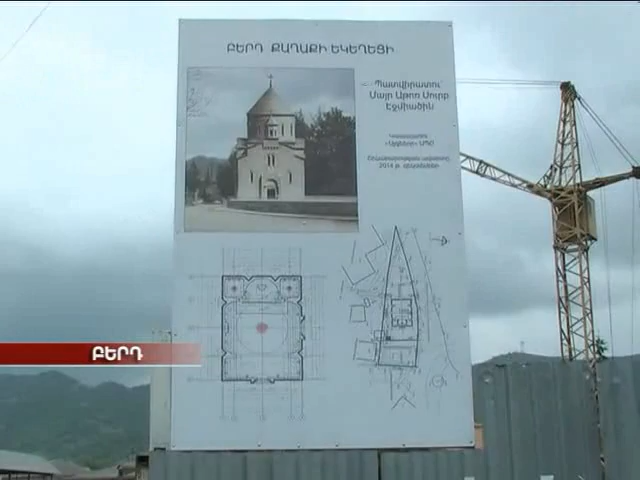 ԲԵՐԴ ՔԱՂԱՔԻ ԵԿԵՂԵՑԻ
Պատվիրատու՝
Մայր Աթոռ Սուրբ
Էջմիածին
2014 թ.
ԲԵՐԴ